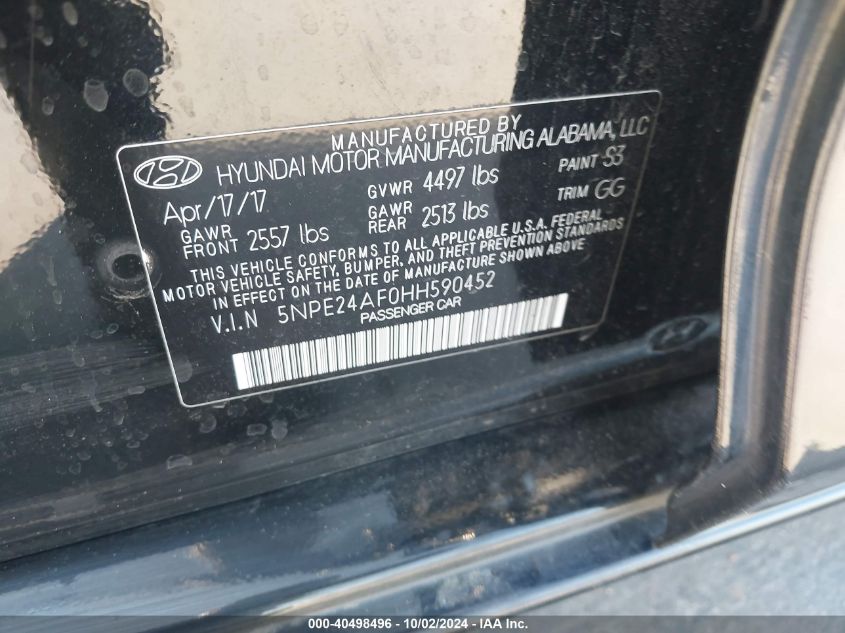 MANUFACTURED BY
HYUNDAI MOTOR MANUFACTURING ALABAMA, LLC
Apr/17/17 GVWR 4497 lbs PAINT S3
GAWR FRONT 2557 lbs GAWR REAR 2513 lbs TRIM GG
THIS VEHICLE CONFORMS TO ALL APPLICABLE U.S.A. FEDERAL
MOTOR VEHICLE SAFETY, BUMPER, AND THEFT PREVENTION STANDARDS
IN EFFECT ON THE DATE OF MANUFACTURE SHOWN ABOVE
V.I.N 5NPE24AF0HH590452
PASSENGER CAR
000-40498496 - 10/02/2024 - IAA Inc.